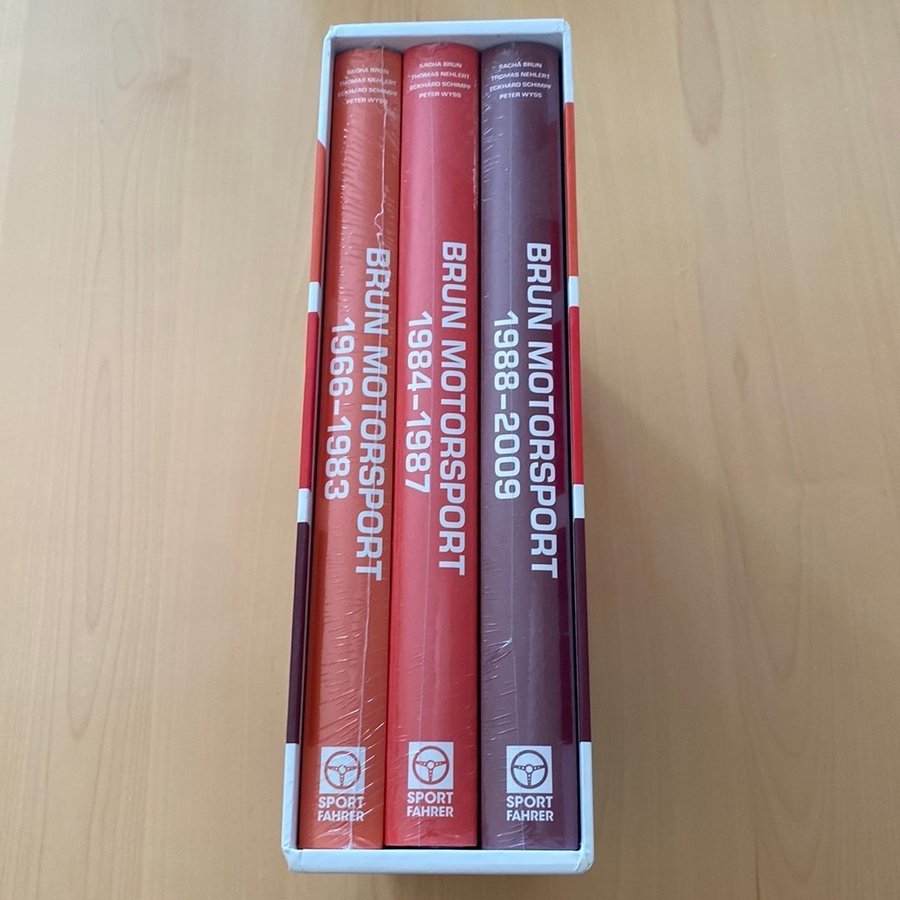 SACHA BRUN
THOMAS NEHLERT
ECKHARD SCHIMPF
PETER WYSS
BRUN MOTORSPORT
1966-1983
SPORT
FAHRER
SACHA BRUN
THOMAS NEHLERT
ECKHARD SCHIMPF
PETER WYSS
BRUN MOTORSPORT
1984-1987
SPORT
FAHRER
SACHA BRUN
THOMAS NEHLERT
ECKHARD SCHIMPF
PETER WYSS
BRUN MOTORSPORT
1988-2009
SPORT
FAHRER